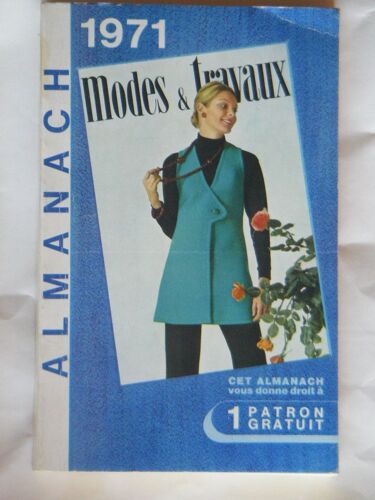 1971
ALMANACH
modes & travaux
CET ALMANACH
vous donne droit à
1 PATRON
GRATUIT